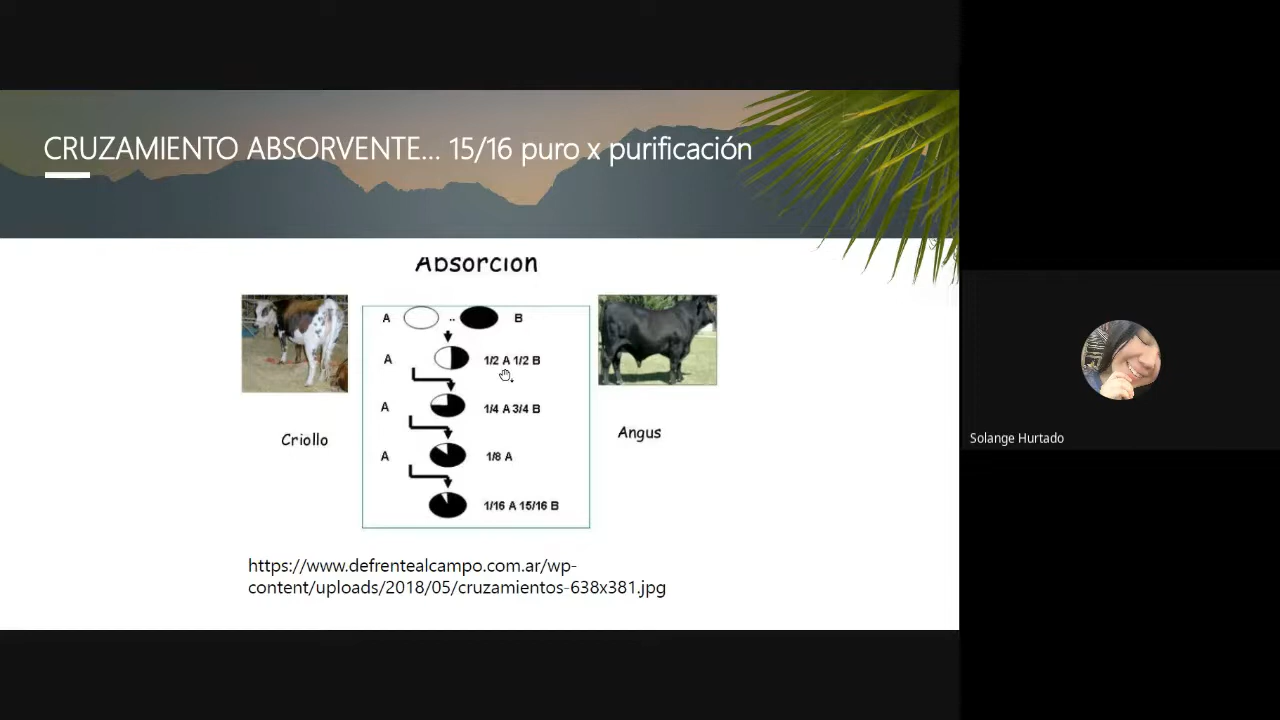 CRUZAMIENTO ABSORVENTE... 15/16 puro x purificación
Absorcion
A .. B
A 1/2 A 1/2 B
A 1/4 A 3/4 B
A 1/8 A
1/16 A 15/16 B
Criollo
Angus
https://www.defrentealcampo.com.ar/wp-
content/uploads/2018/05/cruzamientos-638x381.jpg
Solange Hurtado